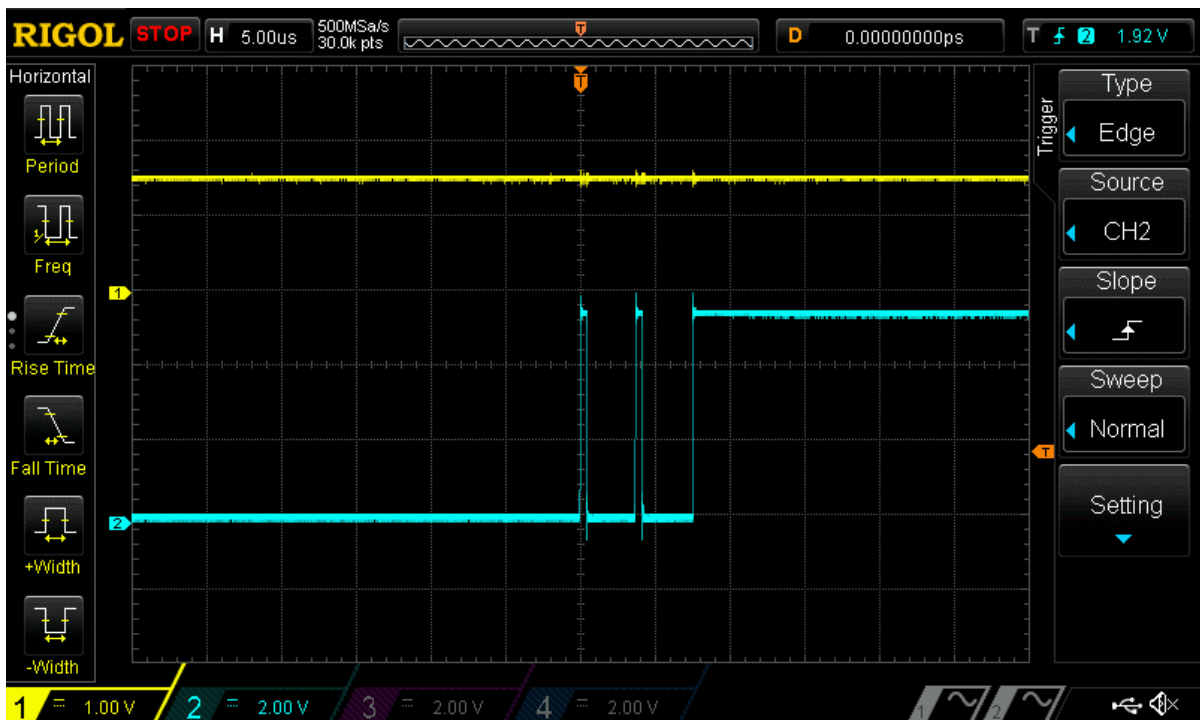 RIGOL STOP H 5.00us 500MSa/s 30.0k pts T D 0.00000000ps T 2 1.92 V
Horizontal
Period
1/
Freq
Rise Time
Fall Time
+Width
-Width
T
1
2
T
Trigger
Type
Edge
Source
CH2
Slope
Sweep
Normal
Setting
1 1.00 V 2 2.00 V 3 2.00 V 4 2.00 V 1 2